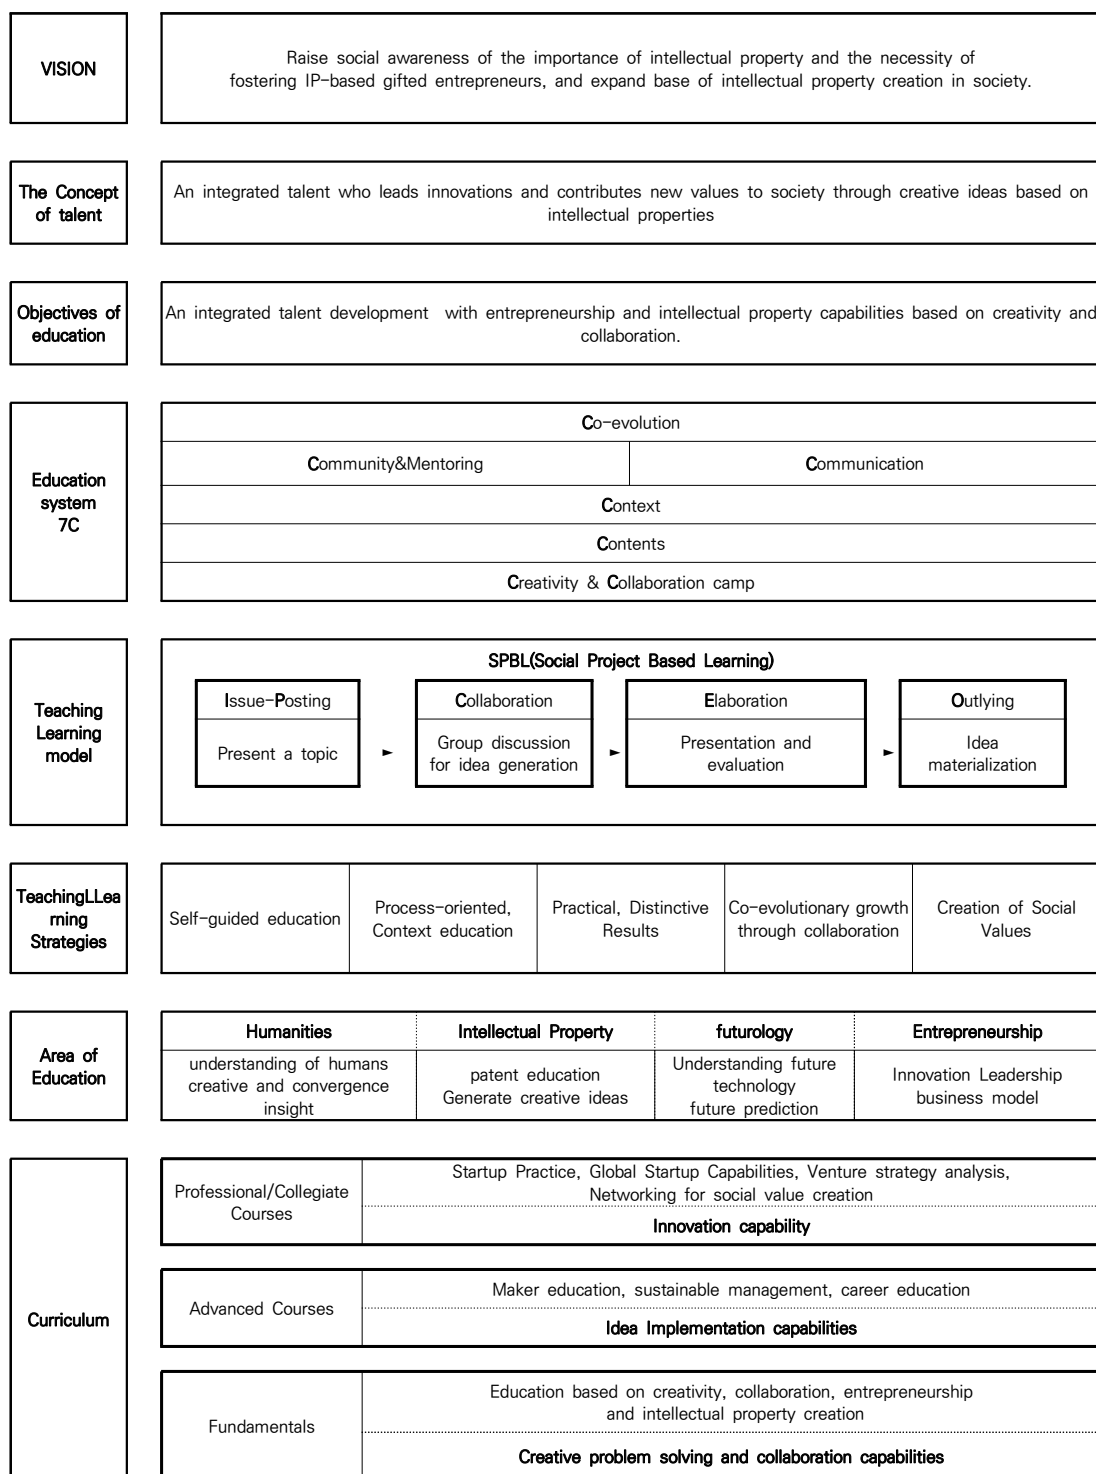 VISION
Raise social awareness of the importance of intellectual property and the necessity of
fostering IP-based gifted entrepreneurs, and expand base of intellectual property creation in society.
The Concept
of talent
An integrated talent who leads innovations and contributes new values to society through creative ideas based on
intellectual properties
Objectives of
education
An integrated talent development with entrepreneurship and intellectual property capabilities based on creativity and
collaboration.
Education
system
7C
Co-evolution
Community&Mentoring
Communication
Context
Contents
Creativity & Collaboration camp
Teaching
Learning
model
SPBL(Social Project Based Learning)
Issue-Posting
Present a topic
Collaboration
Group discussion
for idea generation
Elaboration
Presentation and
evaluation
Outlying
Idea
materialization
TeachingLLea
rning
Strategies
Self-guided education
Process-oriented,
Context education
Practical, Distinctive
Results
Co-evolutionary growth
through collaboration
Creation of Social
Values
Area of
Education
Humanities
understanding of humans
creative and convergence
insight
Intellectual Property
patent education
Generate creative ideas
futurology
Understanding future
technology
future prediction
Entrepreneurship
Innovation Leadership
business model
Curriculum
Professional/Collegiate
Courses
Startup Practice, Global Startup Capabilities, Venture strategy analysis,
Networking for social value creation
Innovation capability
Advanced Courses
Maker education, sustainable management, career education
Idea Implementation capabilities
Fundamentals
Education based on creativity, collaboration, entrepreneurship
and intellectual property creation
Creative problem solving and collaboration capabilities